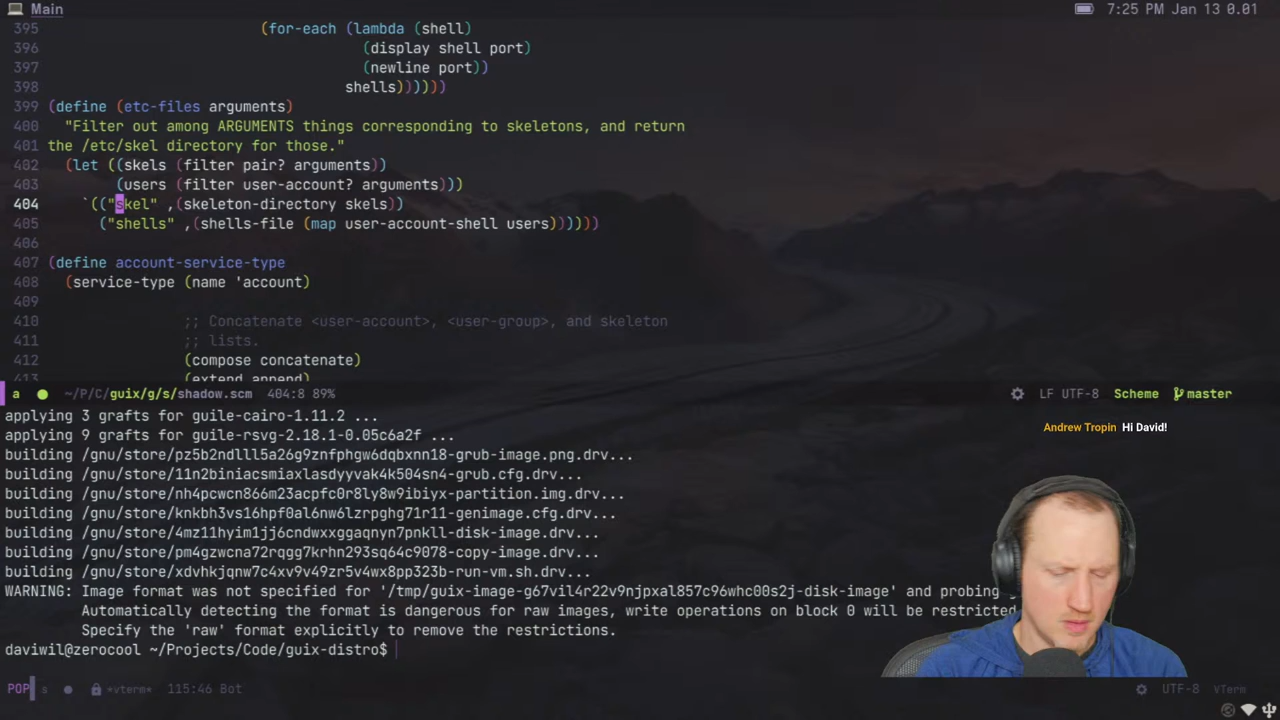 Main
7:25 PM Jan 13 0.01
395 (for-each (lambda (shell)
396 (display shell port)
397 (newline port))
398 shells))))))
399 (define (etc-files arguments)
400 "Filter out among ARGUMENTS things corresponding to skeletons, and return
401 the /etc/skel directory for those."
402 (let ((skels (filter pair? arguments))
403 (users (filter user-account? arguments)))
404 `(("skel" ,(skeleton-directory skels))
405 ("shells" ,(shells-file (map user-account-shell users))))))
406
407 (define account-service-type
408 (service-type (name 'account)
409
410 ;; Concatenate <user-account>, <user-group>, and skeleton
411 ;; lists.
412 (compose concatenate)
413 (extend append)
a ~/P/C/guix/g/s/shadow.scm 404:8 89% LF UTF-8 Scheme master
applying 3 grafts for guile-cairo-1.11.2 ...
applying 9 grafts for guile-rsvg-2.18.1-0.05c6a2f ...
Andrew Tropin Hi David!
building /gnu/store/pz5b2ndlll5a26g9znfphgw6dqbxnn18-grub-image.png.drv...
building /gnu/store/11n2biniacsmiaxlasdyyvak4k504sn4-grub.cfg.drv...
building /gnu/store/nh4pcwcn866m23acpfc0r8ly8w9ibiyx-partition.img.drv...
building /gnu/store/knkbh3vs16hpf0al6nw6lzrpghg71r11-genimage.cfg.drv...
building /gnu/store/4mz11hyim1jj6cndwxxggaqnyn7pnkll-disk-image.drv...
building /gnu/store/pm4gzwcna72rqgg7krhn293sq64c9078-copy-image.drv...
building /gnu/store/xdvhkjqnw7c4xv9v49zr5v4wx8pp323b-run-vm.sh.drv...
WARNING: Image format was not specified for '/tmp/guix-image-g67vil4r22v9njpxal857c96whc00s2j-disk-image' and probing
Automatically detecting the format is dangerous for raw images, write operations on block 0 will be restricted
Specify the 'raw' format explicitly to remove the restrictions.
daviwil@zerocool ~/Projects/Code/guix-distro$
POP s *vterm* 115:46 Bot UTF-8 VTerm